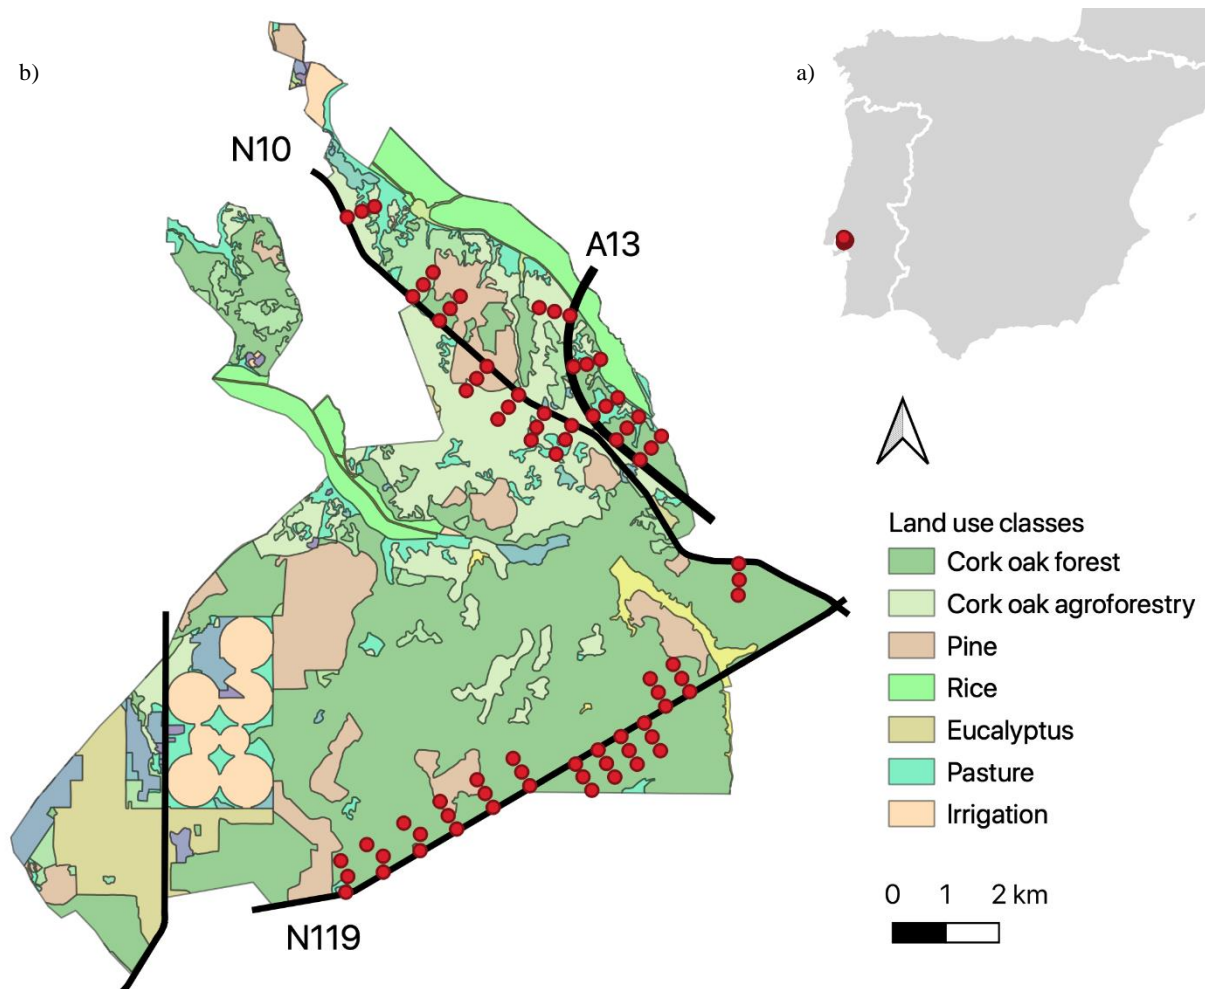 b)
a)
N10
A13
Land use classes
Cork oak forest
Cork oak agroforestry
Pine
Rice
Eucalyptus
Pasture
Irrigation
0 1 2 km
N119